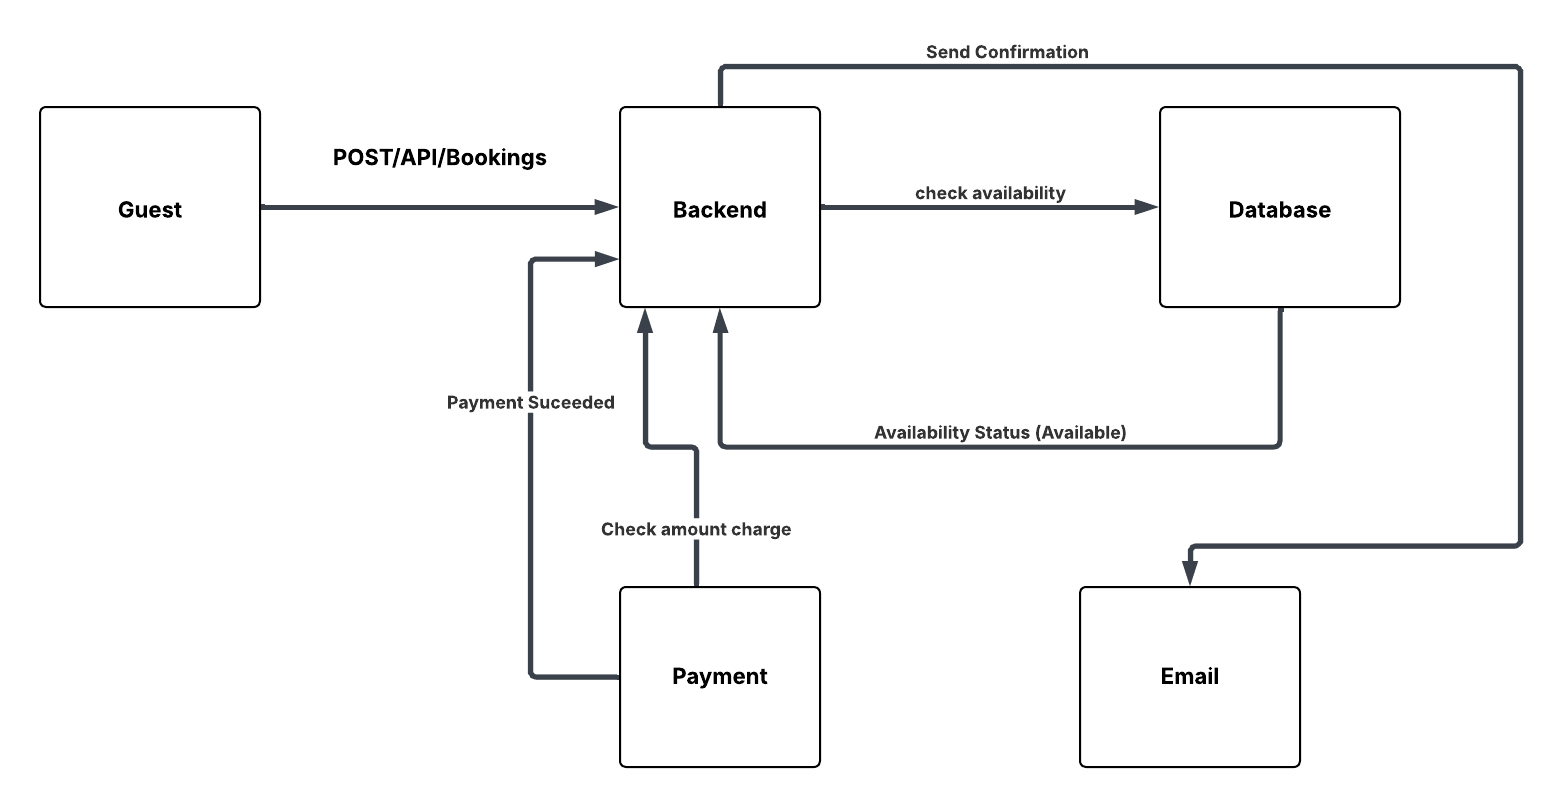 Send Confirmation
POST/API/Bookings
check availability
Guest
Backend
Database
Payment Suceeded
Availability Status (Available)
Check amount charge
Payment
Email